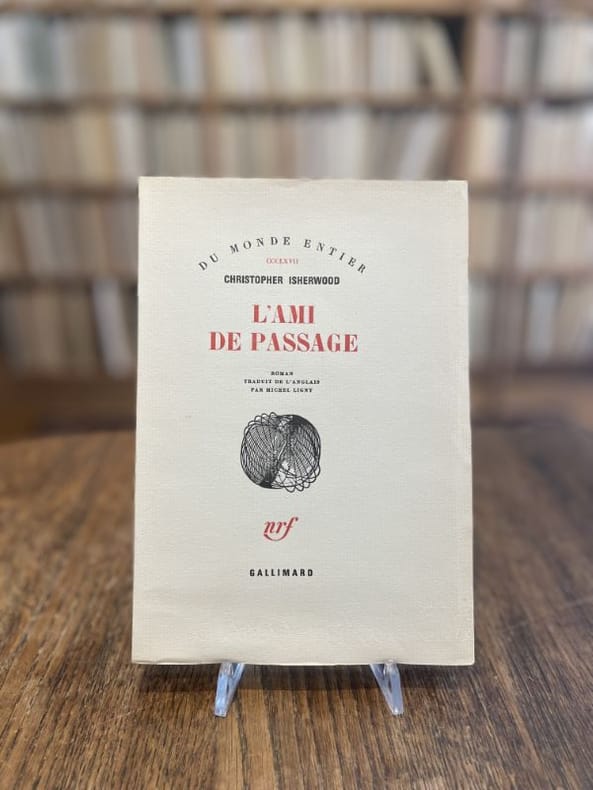 DU MONDE ENTIER
CHRISTOPHER ISHERWOOD
L'AMI
DE PASSAGE
ROMAN
TRADUIT DE L'ANGLAIS
PAR MICHEL LIGNY
nrf
GALLIMARD